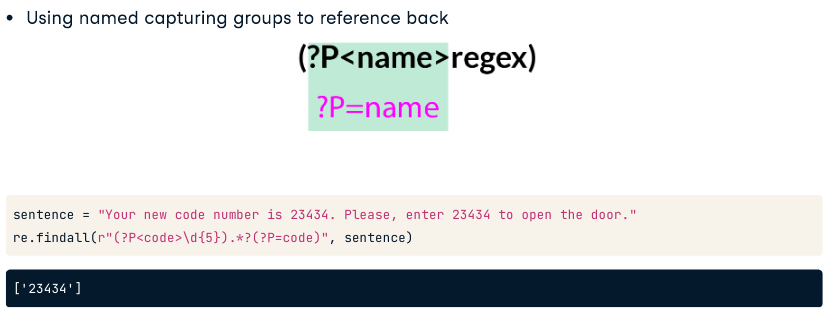 • Using named capturing groups to reference back
(?P<name>regex)
?P=name
sentence = "Your new code number is 23434. Please, enter 23434 to open the door."
re.findall(r"(?P<code>\d{5}).*?(?P=code)", sentence)
['23434']